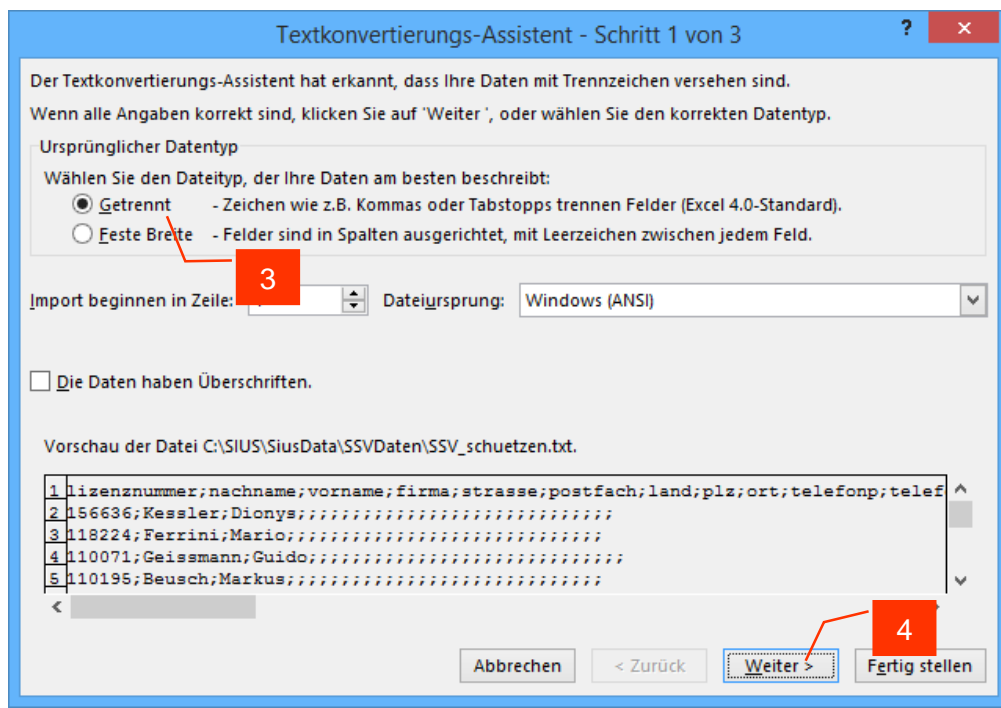 Textkonvertierungs-Assistent - Schritt 1 von 3
? ×
Der Textkonvertierungs-Assistent hat erkannt, dass Ihre Daten mit Trennzeichen versehen sind.
Wenn alle Angaben korrekt sind, klicken Sie auf 'Weiter ', oder wählen Sie den korrekten Datentyp.
Ursprünglicher Datentyp
Wählen Sie den Dateityp, der Ihre Daten am besten beschreibt:
Getrennt - Zeichen wie z.B. Kommas oder Tabstopps trennen Felder (Excel 4.0-Standard).
Feste Breite - Felder sind in Spalten ausgerichtet, mit Leerzeichen zwischen jedem Feld.
3
Import beginnen in Zeile: Dateiursprung: Windows (ANSI)
Die Daten haben Überschriften.
Vorschau der Datei C:\SIUS\SiusData\SSVDaten\SSV_schuetzen.txt.
1 lizenznummer;nachname;vorname;firma;strasse;postfach;land;plz;ort;telefonp;telef
2 156636;Kessler;Dionys;;;;;;;;;;;;;;;;;;;;;;;;;;;;;
3 118224;Ferrini;Mario;;;;;;;;;;;;;;;;;;;;;;;;;;;;;
4 110071;Geissmann;Guido;;;;;;;;;;;;;;;;;;;;;;;;;;;;;
5 110195;Beusch;Markus;;;;;;;;;;;;;;;;;;;;;;;;;;;;;
4
Abbrechen < Zurück Weiter > Fertig stellen